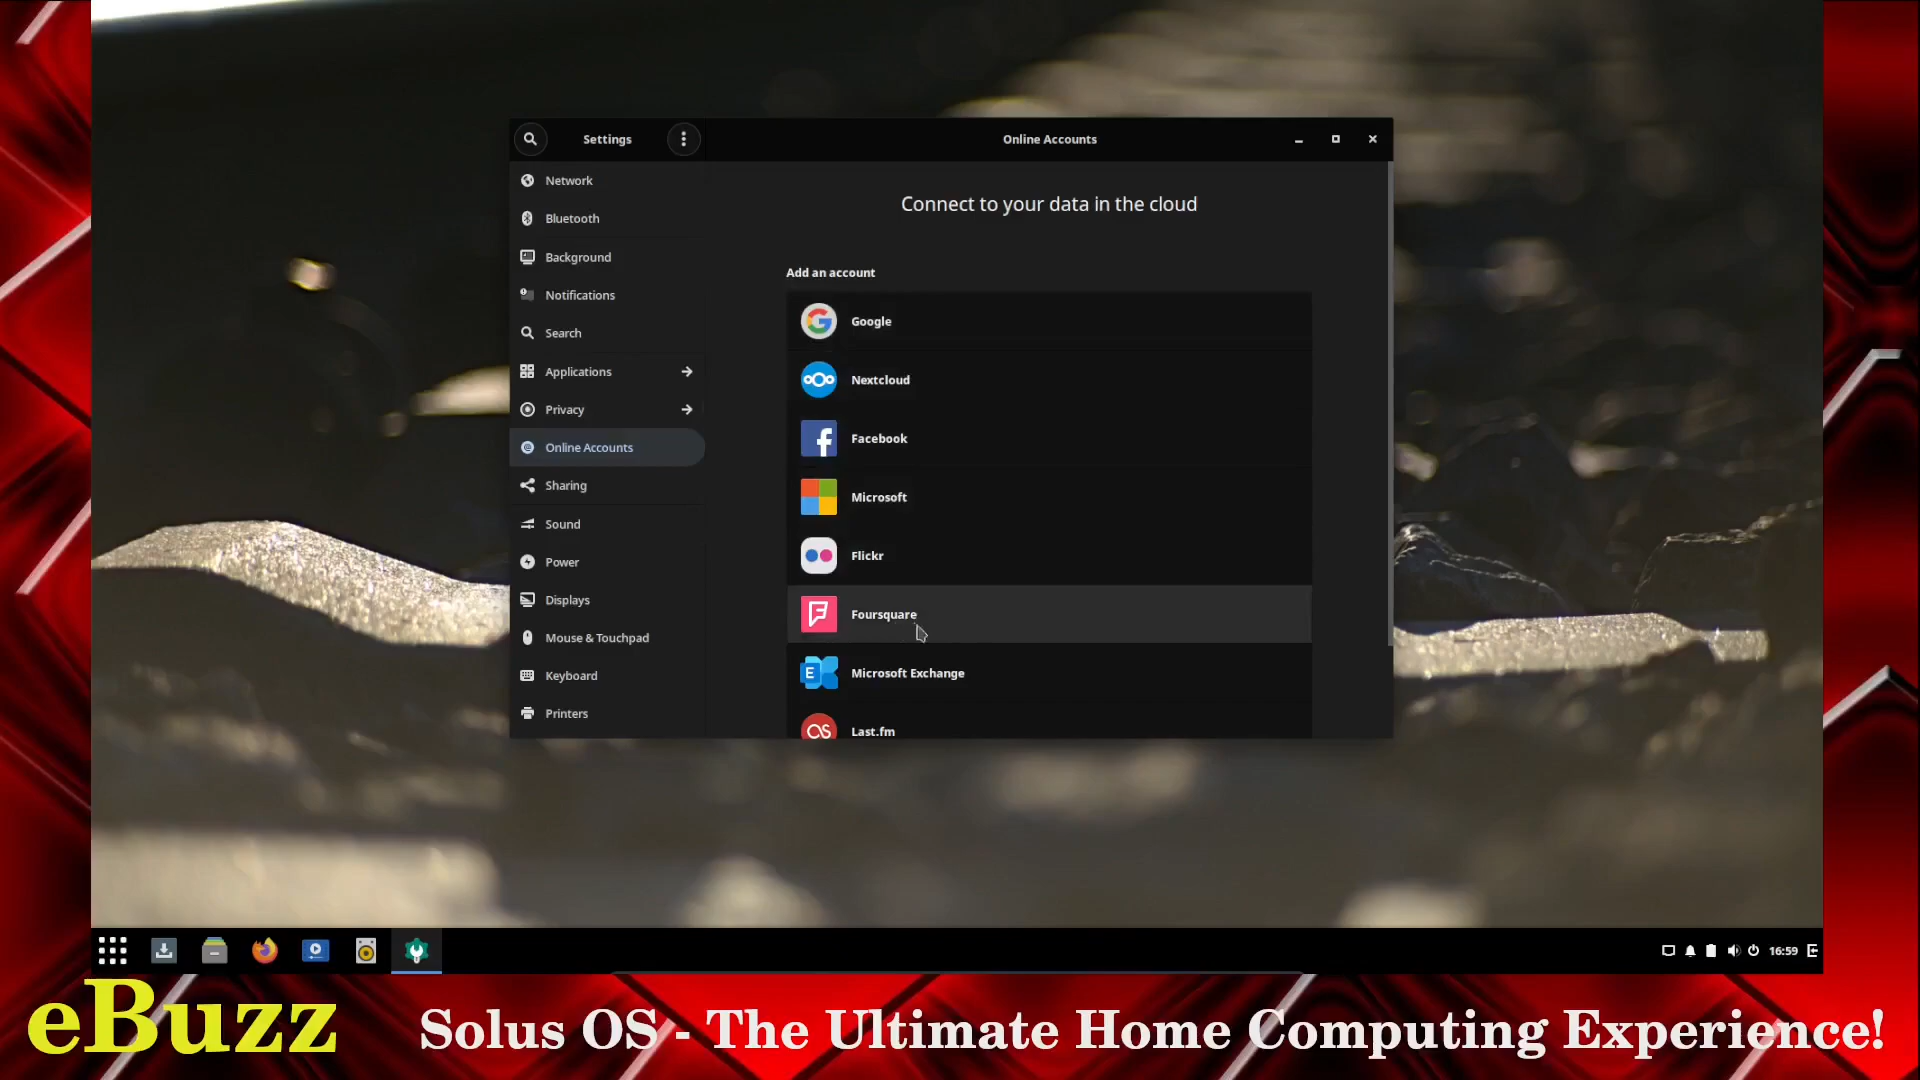 Settings
Online Accounts
Network
Bluetooth
Background
Notifications
Search
Applications
Privacy
Online Accounts
Sharing
Sound
Power
Displays
Mouse & Touchpad
Keyboard
Printers
Connect to your data in the cloud
Add an account
Google
Nextcloud
Facebook
Microsoft
Flickr
Foursquare
Microsoft Exchange
Last.fm
16:59
eBuzz
Solus OS - The Ultimate Home Computing Experience!